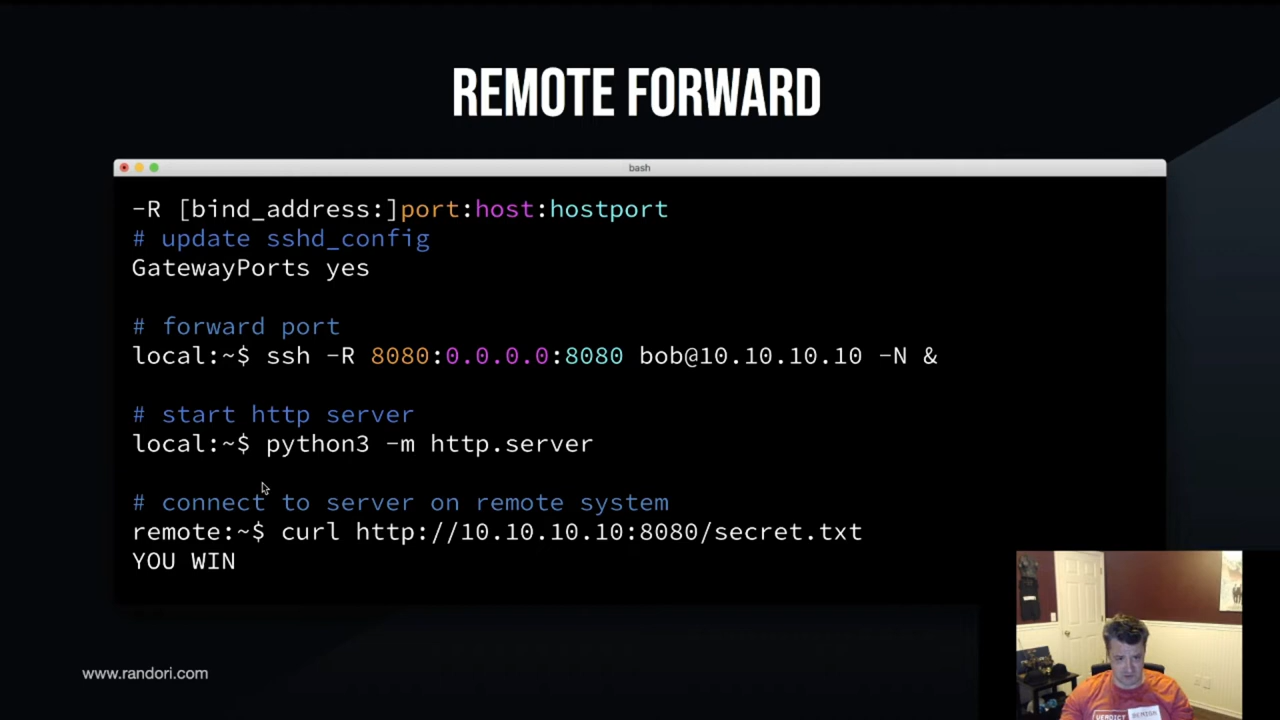 REMOTE FORWARD
bash
-R [bind_address:]port:host:hostport
# update sshd_config
GatewayPorts yes
# forward port
local:~$ ssh -R 8080:0.0.0.0:8080 bob@10.10.10.10 -N &
# start http server
local:~$ python3 -m http.server
# connect to server on remote system
remote:~$ curl http://10.10.10.10:8080/secret.txt
YOU WIN
www.randori.com
VERDICT